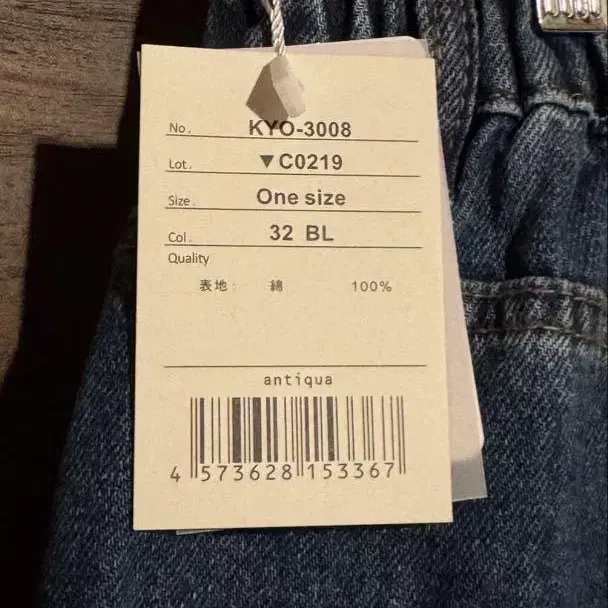 No. KYO-3008
Lot. ▼C0219
Size. One size
Col. 32 BL
Quality
表地: 綿 100%
antiqua
4 573628 153367